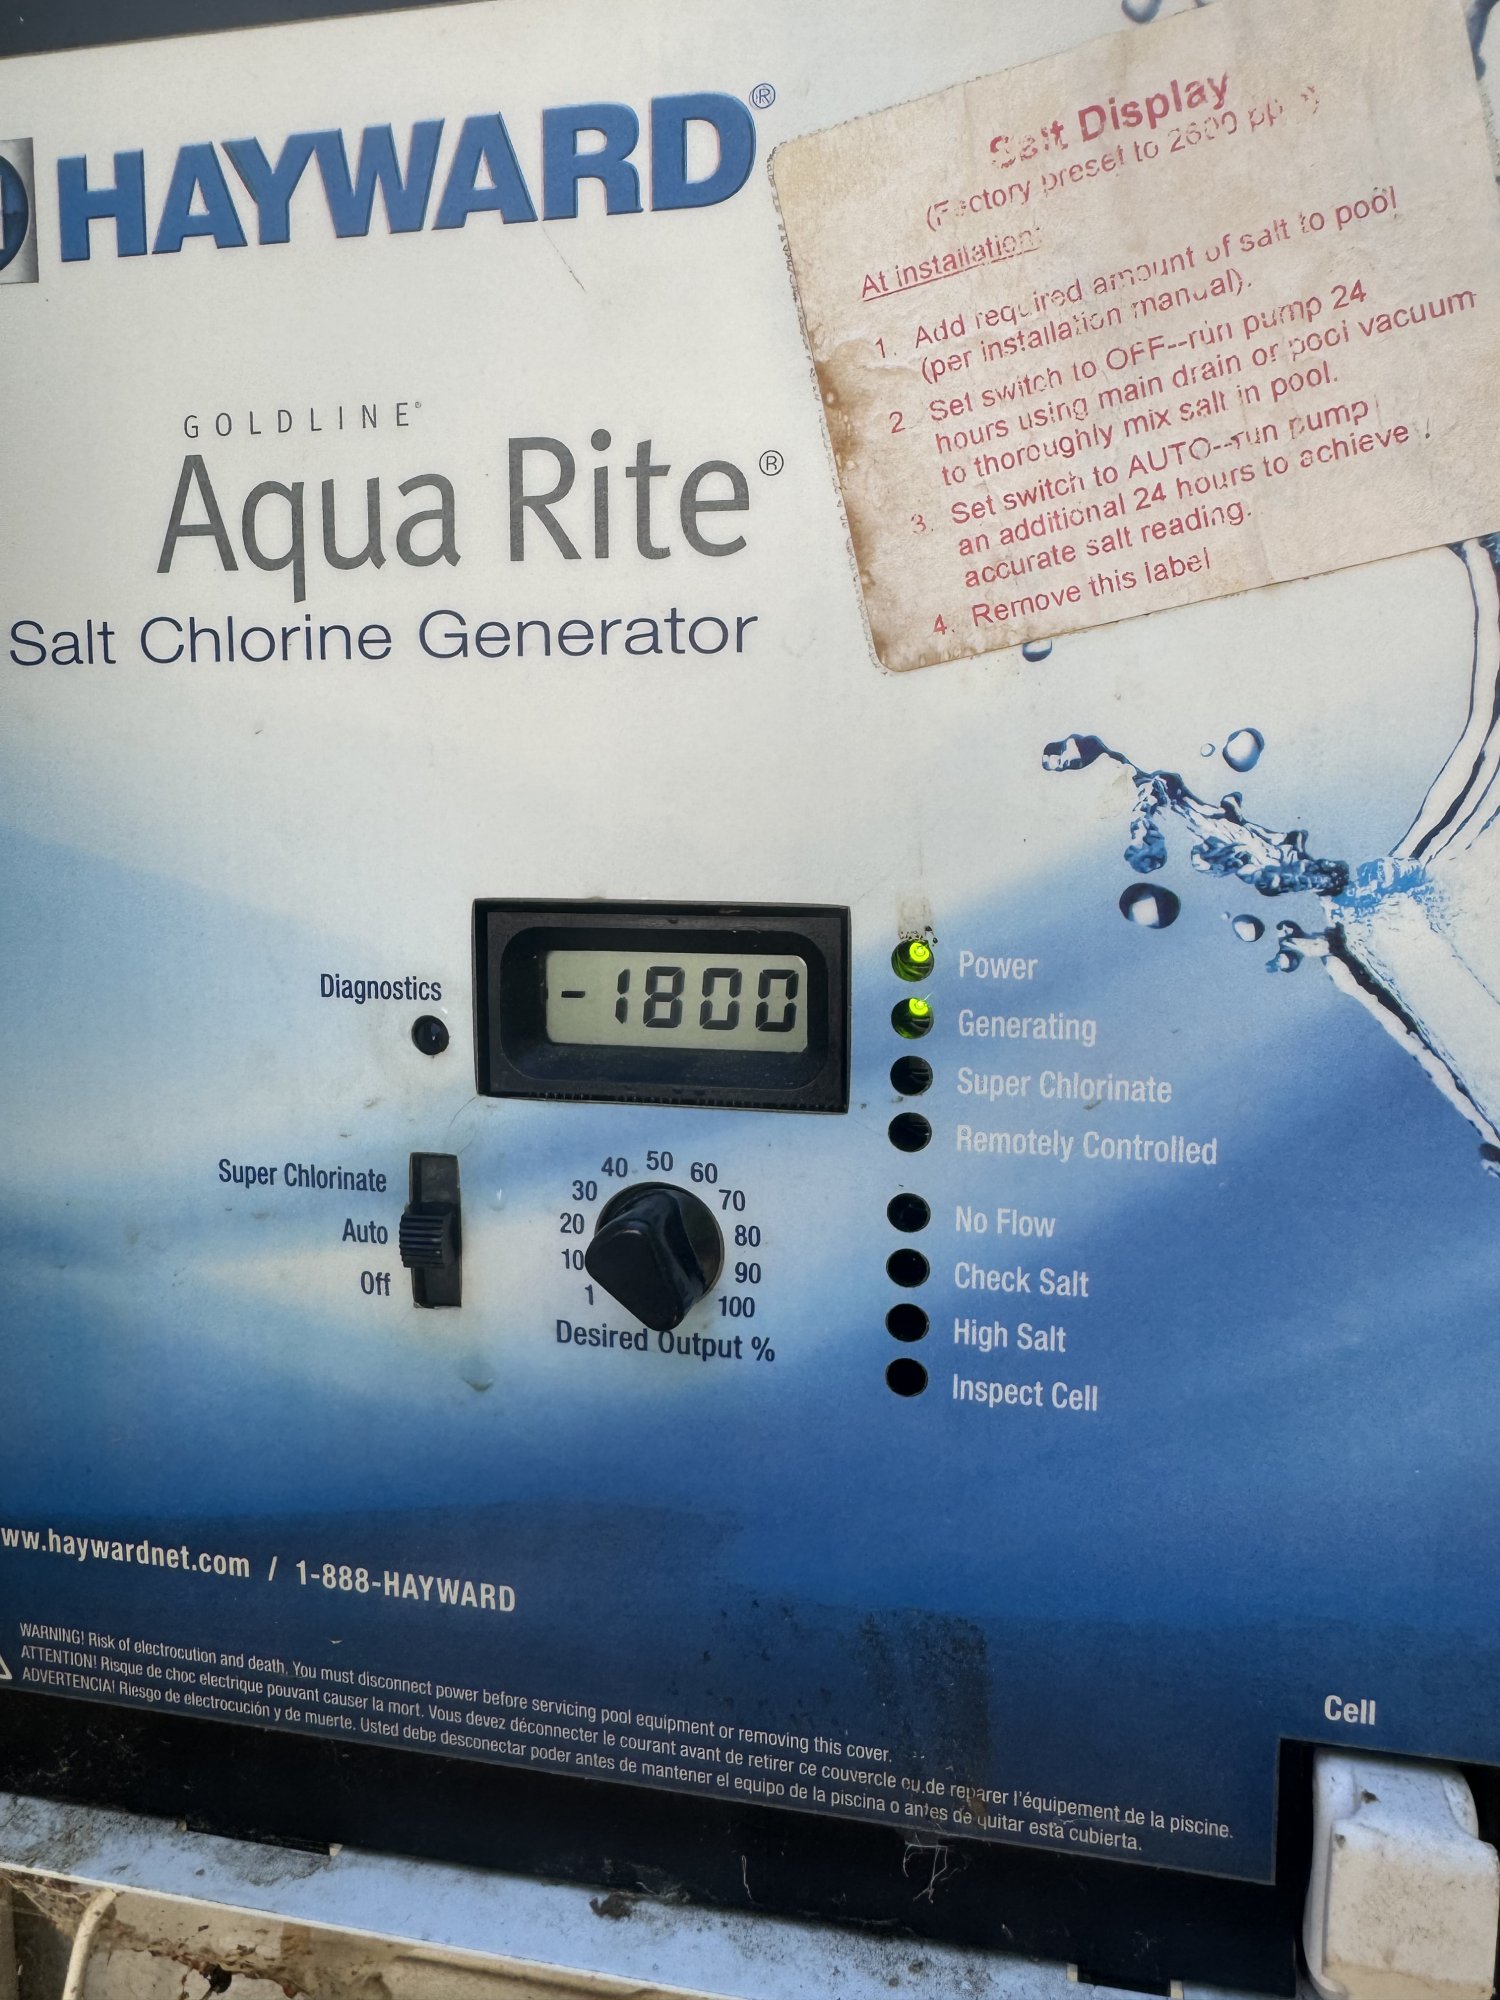 HAYWARD®
GOLDLINE®
Aqua Rite®
Salt Chlorine Generator
Salt Display
(Factory preset to 2600 ppm)
At installation:
1. Add required amount of salt to pool
(per installation manual).
2. Set switch to OFF--run pump 24
hours using main drain or pool vacuum
to thoroughly mix salt in pool.
3. Set switch to AUTO--run pump
an additional 24 hours to achieve
accurate salt reading.
4. Remove this label
Diagnostics
-1800
Power
Generating
Super Chlorinate
Remotely Controlled
No Flow
Check Salt
High Salt
Inspect Cell
Super Chlorinate
Auto
Off
1 10 20 30 40 50 60 70 80 90 100
Desired Output %
ww.haywardnet.com / 1-888-HAYWARD
WARNING! Risk of electrocution and death. You must disconnect power before servicing pool equipment or removing this cover.
ATTENTION! Risque de choc electrique pouvant causer la mort. Vous devez déconnecter le courant avant de retirer ce couvercle ou de reparer l'équipement de la piscine.
ADVERTENCIA! Riesgo de electrocución y de muerte. Usted debe desconectar poder antes de mantener el equipo de la piscina o antes de quitar esta cubierta.
Cell